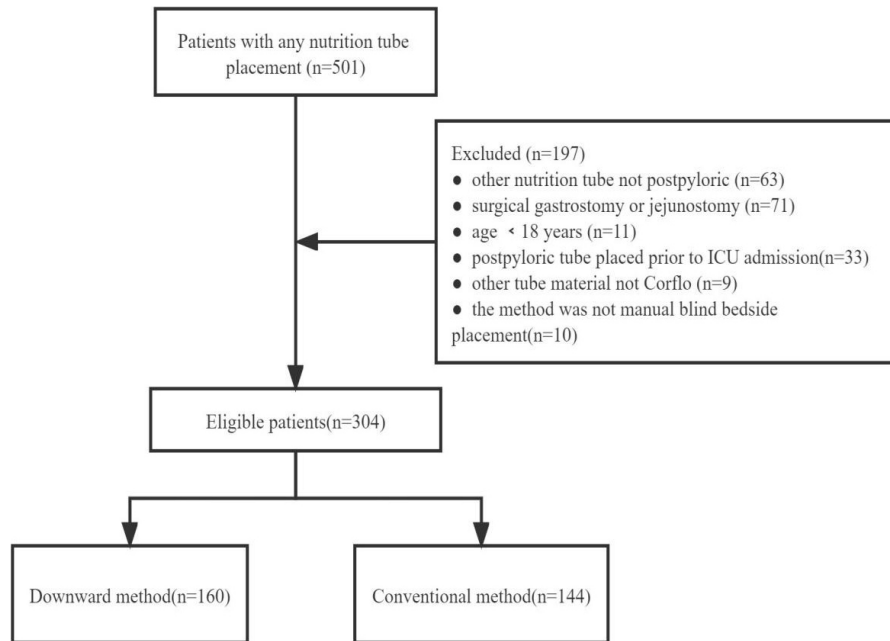 Patients with any nutrition tube
placement (n=501)
Excluded (n=197)
● other nutrition tube not postpyloric (n=63)
● surgical gastrostomy or jejunostomy (n=71)
● age < 18 years (n=11)
● postpyloric tube placed prior to ICU admission(n=33)
● other tube material not Corflo (n=9)
● the method was not manual blind bedside
placement(n=10)
Eligible patients(n=304)
Downward method(n=160)
Conventional method(n=144)